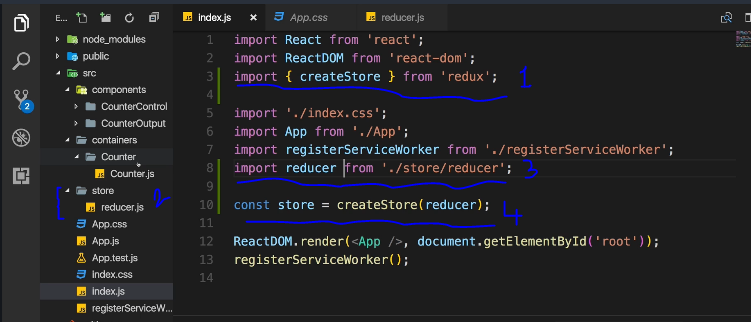 E...
index.js
App.css
reducer.js
node_modules
public
src
components
CounterControl
CounterOutput
containers
Counter
Counter.js
store
reducer.js
App.css
App.js
App.test.js
index.css
index.js
registerServiceW...
2
1 import React from 'react';
2 import ReactDOM from 'react-dom';
3 import { createStore } from 'redux'; 1
4
5 import './index.css';
6 import App from './App';
7 import registerServiceWorker from './registerServiceWorker';
8 import reducer from './store/reducer'; 3
9
10 const store = createStore(reducer); 4
11
12 ReactDOM.render(<App />, document.getElementById('root'));
13 registerServiceWorker();
14